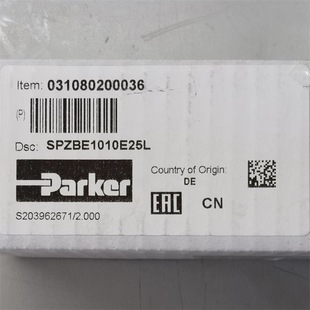 Item: 031080200036
(P)
Dsc: SPZBE1010E25L
Parker
Country of Origin:
DE
EAC CN
S203962671/2.000